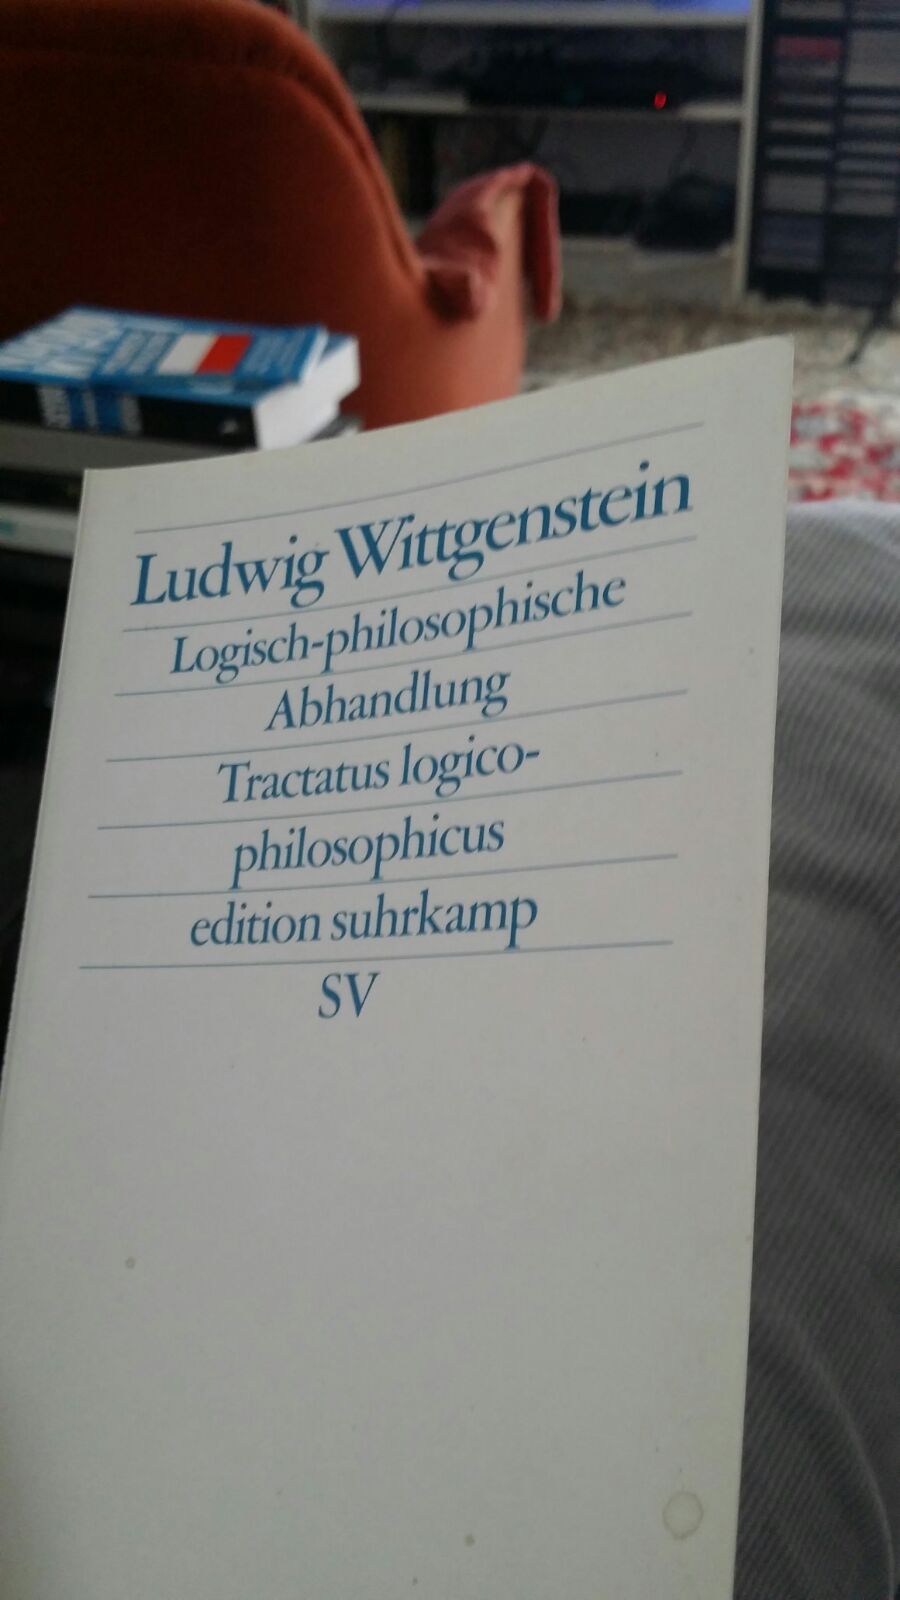 Ludwig Wittgenstein
Logisch-philosophische
Abhandlung
Tractatus logico-
philosophicus
edition suhrkamp
SV